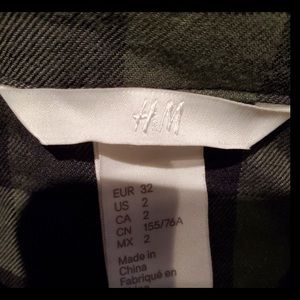 H&M
EUR 32
US 2
CA 2
CN 155/76A
MX 2
Made in
China
Fabriqué en